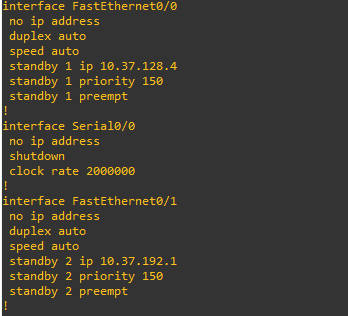 interface FastEthernet0/0
 no ip address
 duplex auto
 speed auto
 standby 1 ip 10.37.128.4
 standby 1 priority 150
 standby 1 preempt
!
interface Serial0/0
 no ip address
 shutdown
 clock rate 2000000
!
interface FastEthernet0/1
 no ip address
 duplex auto
 speed auto
 standby 2 ip 10.37.192.1
 standby 2 priority 150
 standby 2 preempt
!